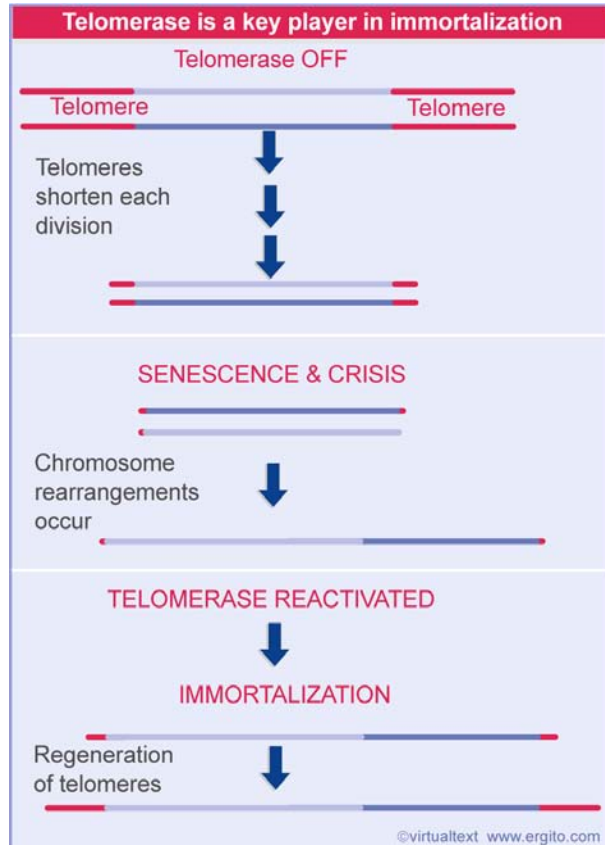 Telomerase is a key player in immortalization
Telomerase OFF
Telomere
Telomere
Telomeres
shorten each
division
SENESCENCE & CRISIS
Chromosome
rearrangements
occur
TELOMERASE REACTIVATED
IMMORTALIZATION
Regeneration
of telomeres
©virtualtext www.ergito.com